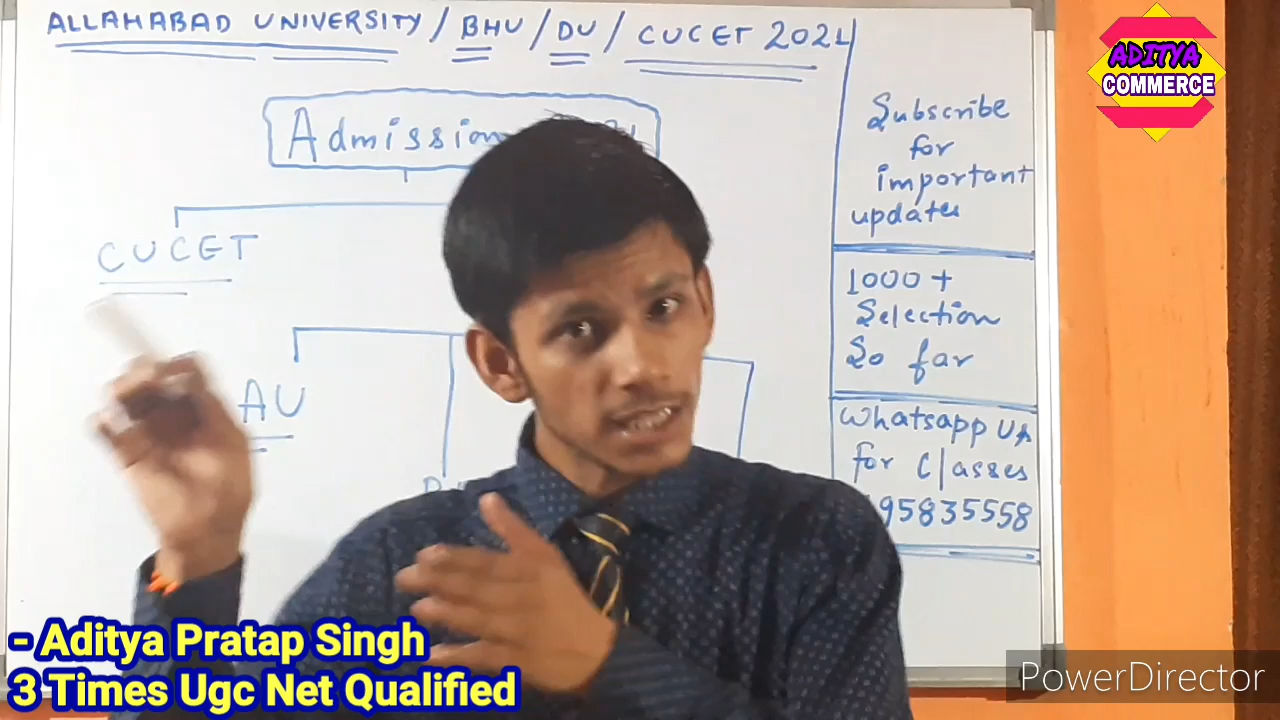 ALLAHABAD UNIVERSITY / BHU / DU / CUCET 2021
ADITYA
COMMERCE
Admission
CUCET
AU
Subscribe
for
important
updates
1000 +
Selection
So far
Whatsapp us
for Classes
95835558
- Aditya Pratap Singh
3 Times Ugc Net Qualified
PowerDirector